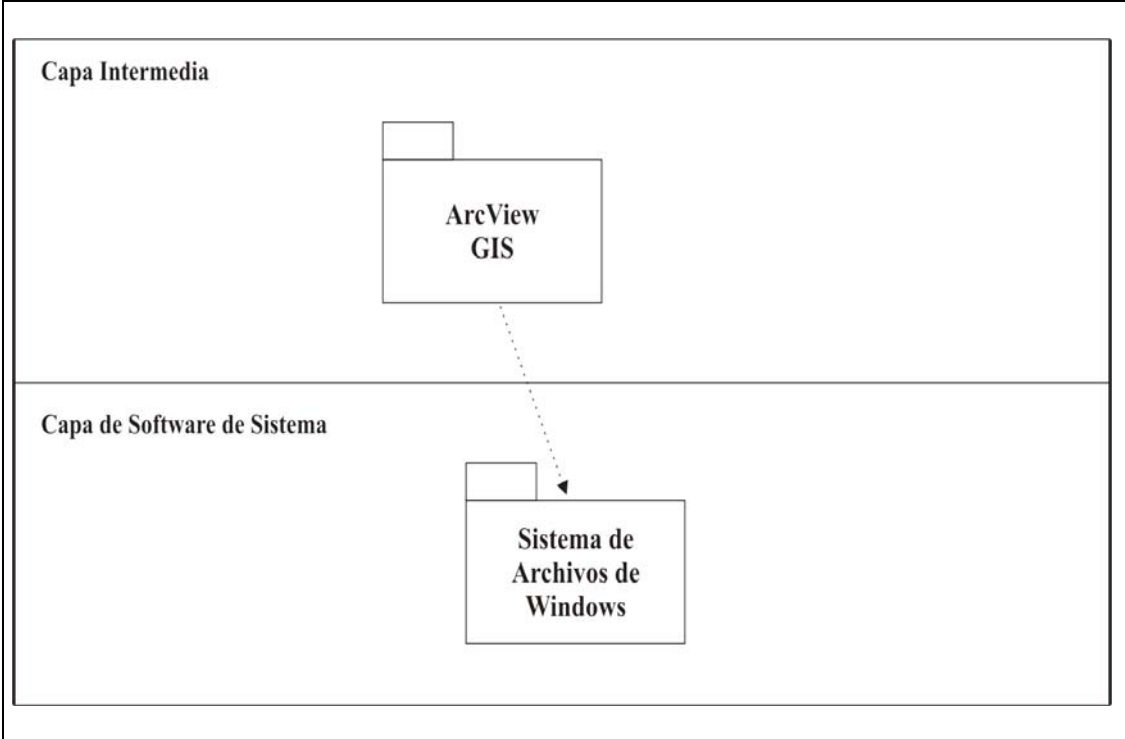 Capa Intermedia
ArcView
GIS
Capa de Software de Sistema
Sistema de
Archivos de
Windows